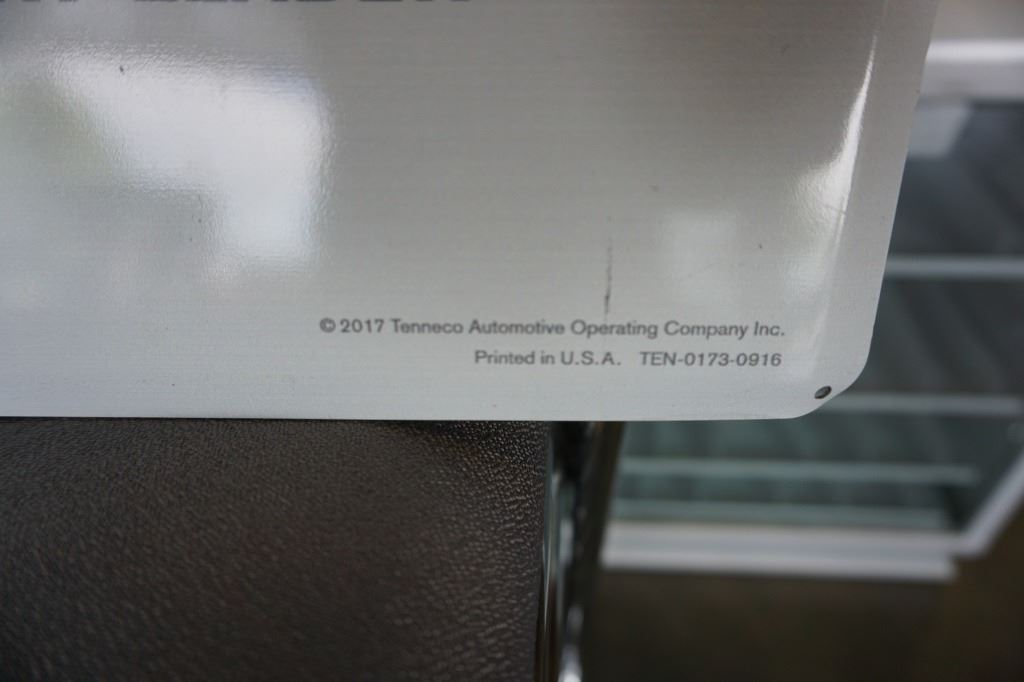 © 2017 Tenneco Automotive Operating Company Inc.
Printed in U.S.A. TEN-0173-0916